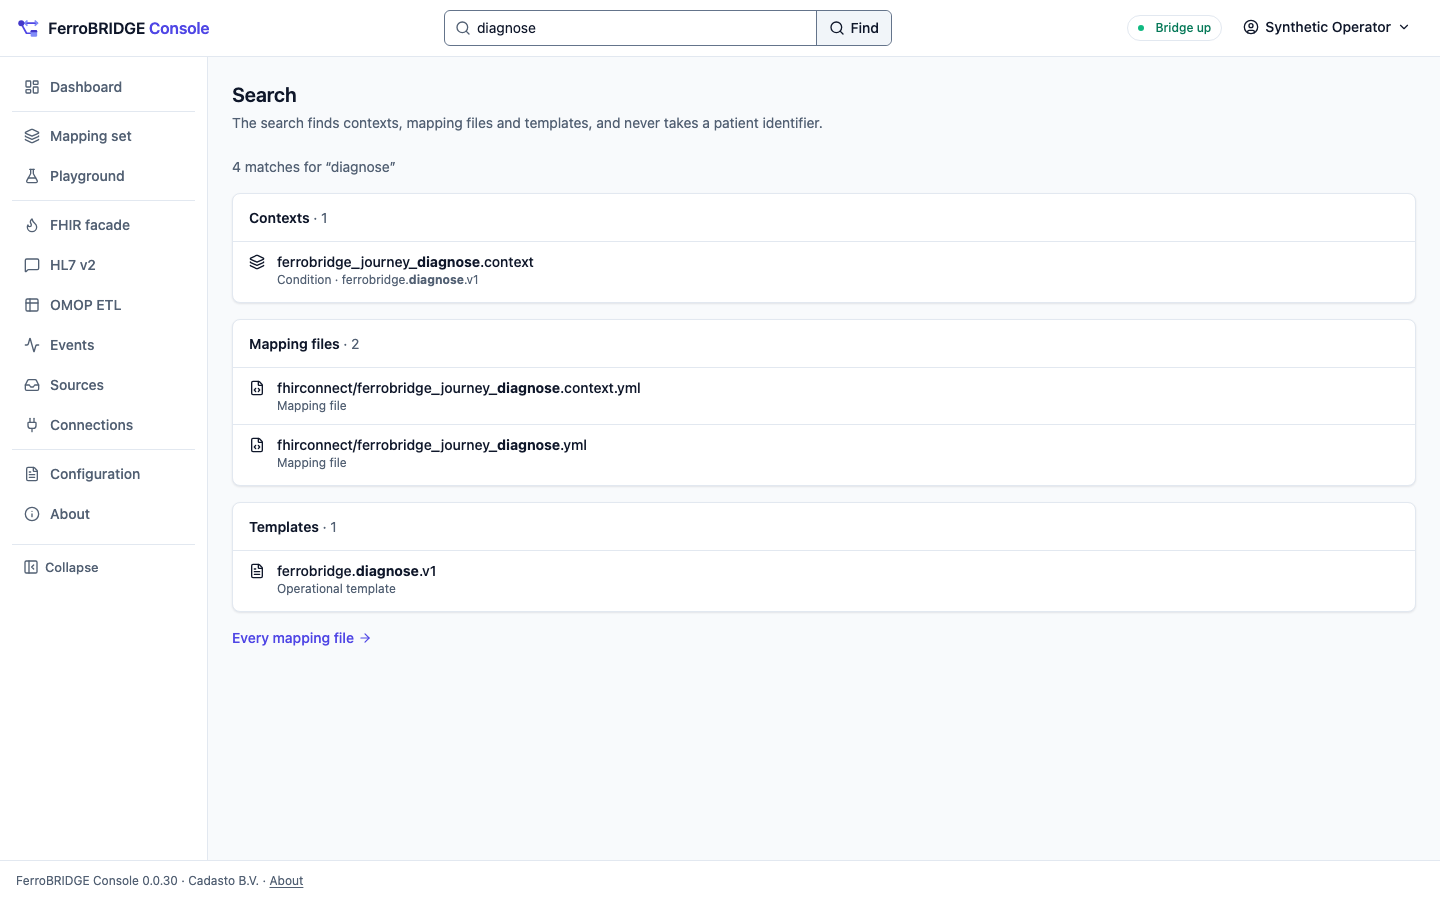 FerroBRIDGE Console
diagnose
Find
Bridge up
Synthetic Operator
Dashboard
Mapping set
Playground
FHIR facade
HL7 v2
OMOP ETL
Events
Sources
Connections
Configuration
About
Collapse
Search
The search finds contexts, mapping files and templates, and never takes a patient identifier.
4 matches for “diagnose”
Contexts · 1
ferrobridge_journey_diagnose.context
Condition · ferrobridge.diagnose.v1
Mapping files · 2
fhirconnect/ferrobridge_journey_diagnose.context.yml
Mapping file
fhirconnect/ferrobridge_journey_diagnose.yml
Mapping file
Templates · 1
ferrobridge.diagnose.v1
Operational template
Every mapping file →
FerroBRIDGE Console 0.0.30 · Cadasto B.V. · About